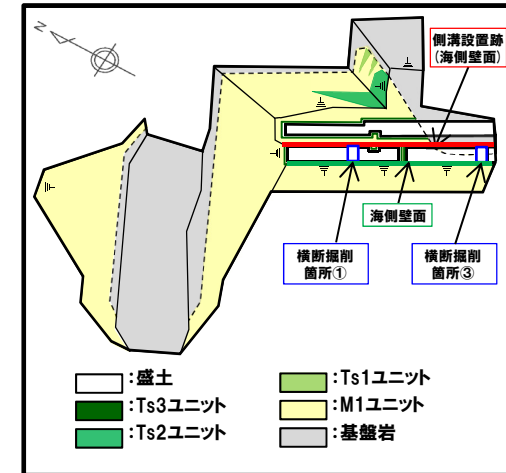 N
側溝設置跡
(海側壁面)
海側壁面
横断掘削
箇所①
横断掘削
箇所③
:盛土
:Ts3ユニット
:Ts2ユニット
:Ts1ユニット
:M1ユニット
:基盤岩